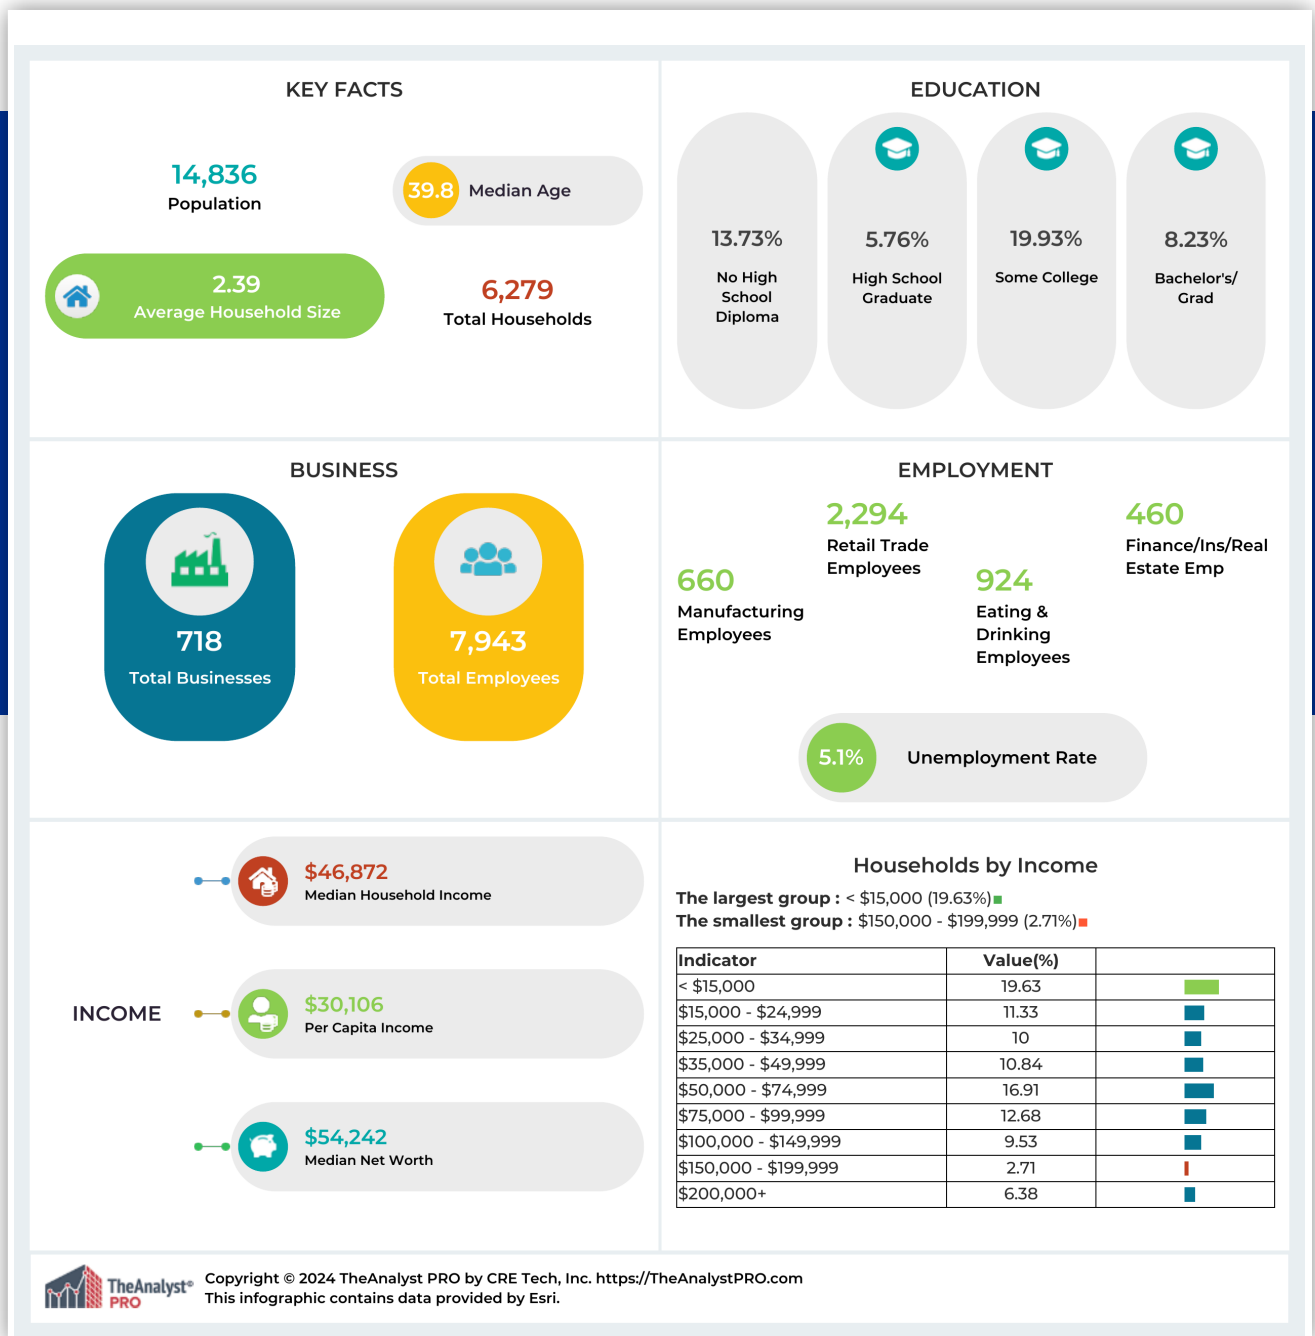 KEY FACTS
14,836
Population
39.8 Median Age
2.39
Average Household Size
6,279
Total Households
EDUCATION
13.73%
No High
School
Diploma
5.76%
High School
Graduate
19.93%
Some College
8.23%
Bachelor's/
Grad
BUSINESS
718
Total Businesses
7,943
Total Employees
EMPLOYMENT
660
Manufacturing
Employees
2,294
Retail Trade
Employees
924
Eating &
Drinking
Employees
460
Finance/Ins/Real
Estate Emp
5.1% Unemployment Rate
INCOME
$46,872
Median Household Income
$30,106
Per Capita Income
$54,242
Median Net Worth
Households by Income
The largest group : < $15,000 (19.63%)
The smallest group : $150,000 - $199,999 (2.71%)
Indicator Value(%)
< $15,000 19.63
$15,000 - $24,999 11.33
$25,000 - $34,999 10
$35,000 - $49,999 10.84
$50,000 - $74,999 16.91
$75,000 - $99,999 12.68
$100,000 - $149,999 9.53
$150,000 - $199,999 2.71
$200,000+ 6.38
TheAnalyst®
PRO
Copyright © 2024 TheAnalyst PRO by CRE Tech, Inc. https://TheAnalystPRO.com
This infographic contains data provided by Esri.